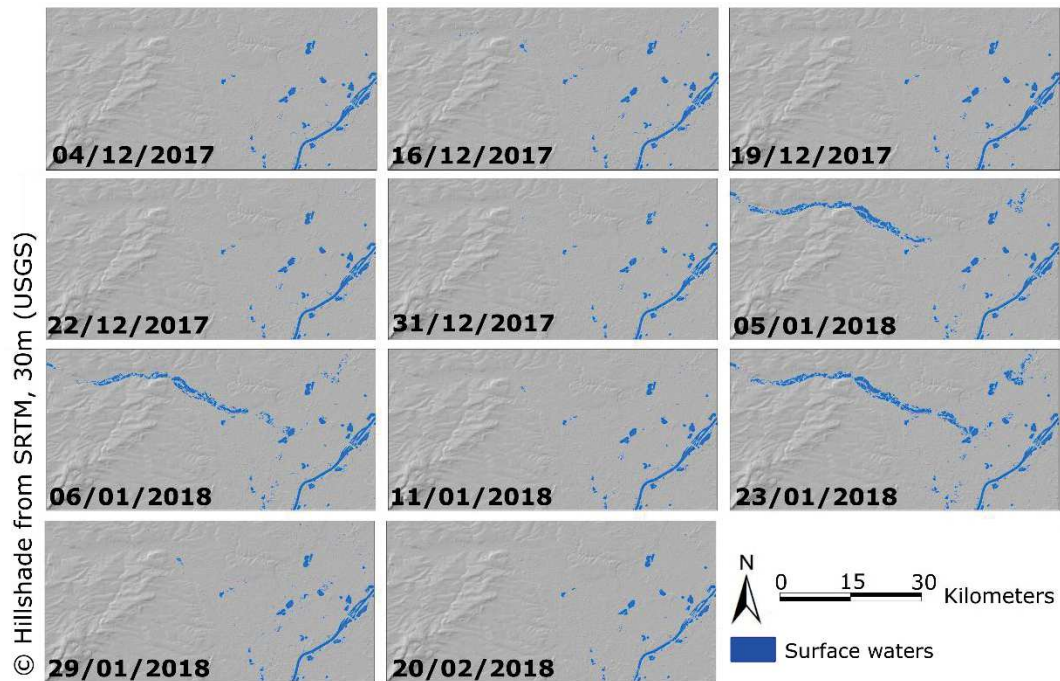 © Hillshade from SRTM, 30m (USGS)
04/12/2017
16/12/2017
19/12/2017
22/12/2017
31/12/2017
05/01/2018
06/01/2018
11/01/2018
23/01/2018
29/01/2018
20/02/2018
N
0 15 30
Kilometers
Surface waters